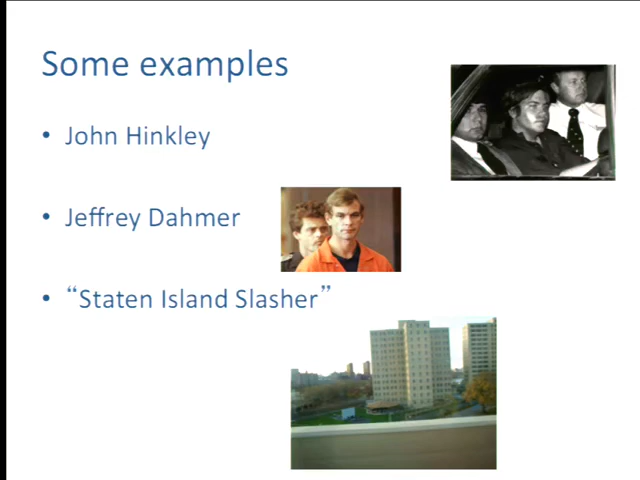 Some examples
• John Hinkley
• Jeffrey Dahmer
• “Staten Island Slasher”